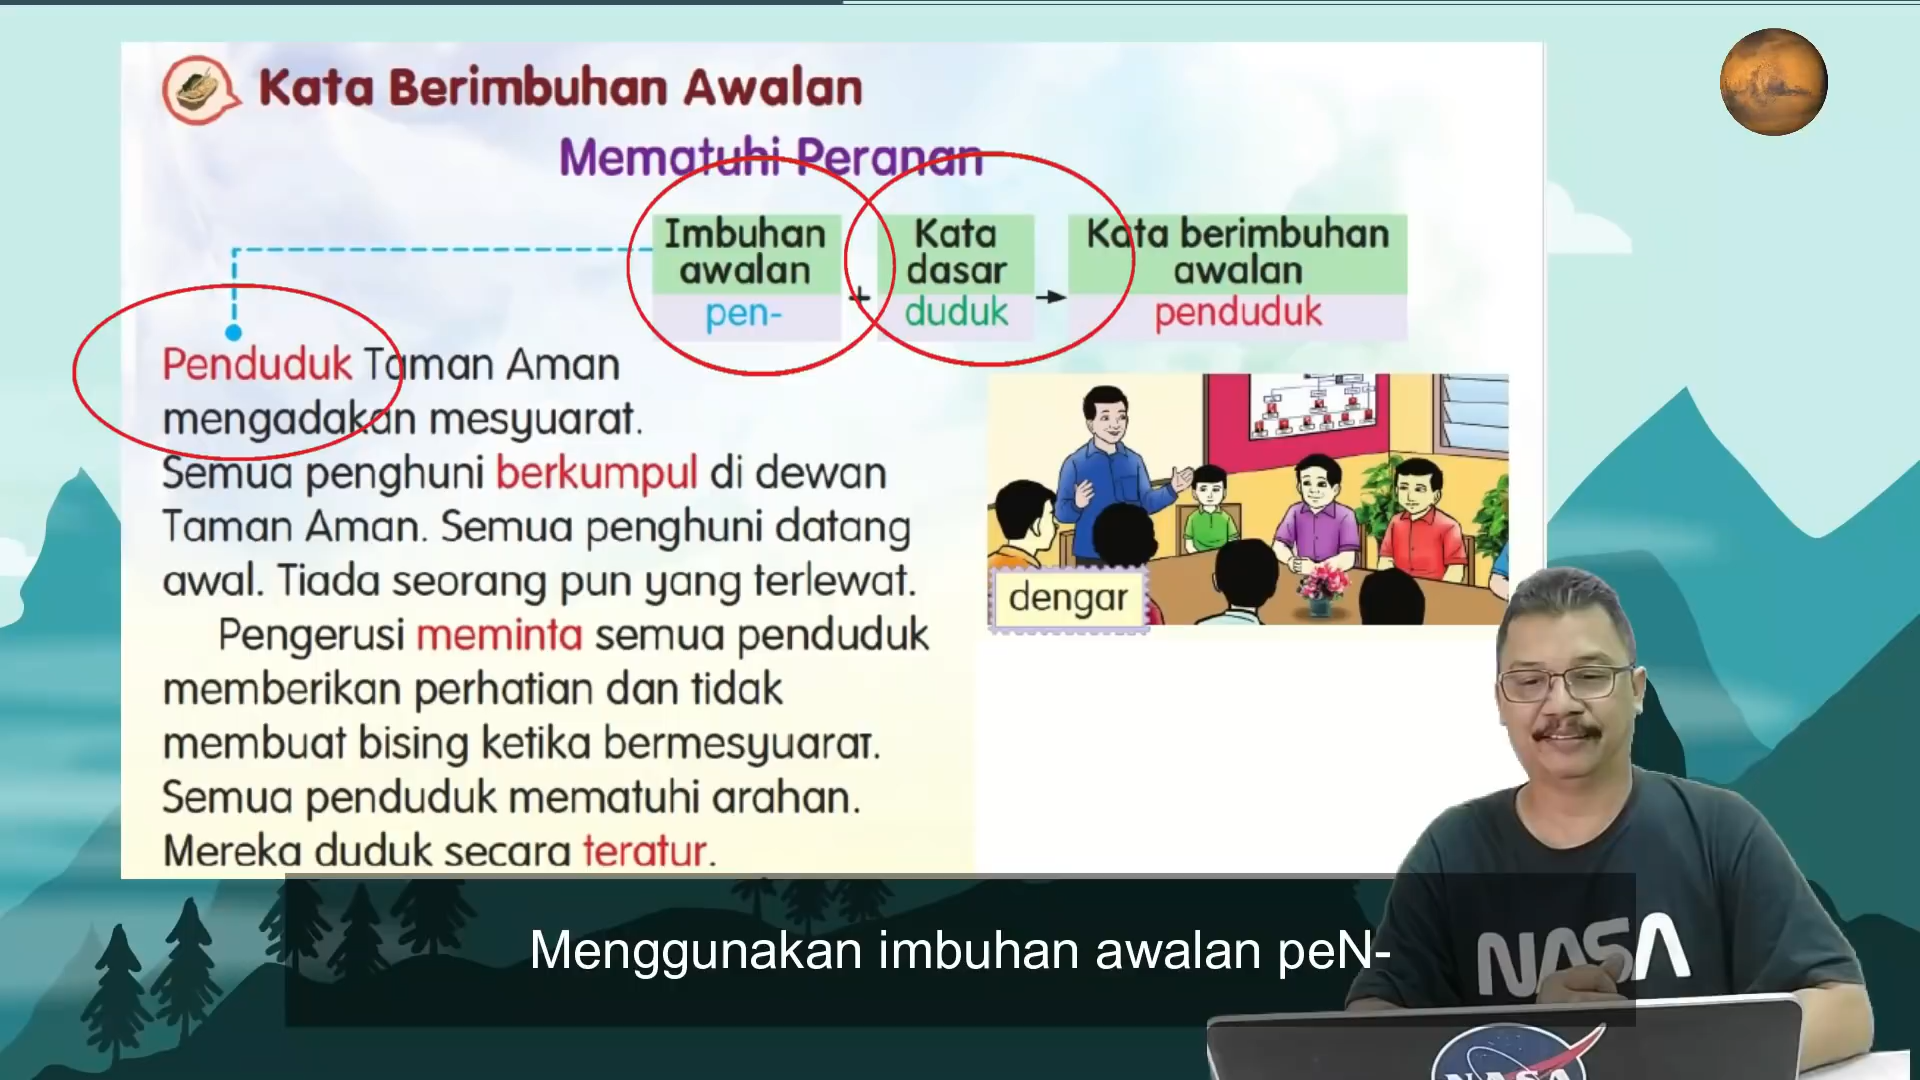 Kata Berimbuhan Awalan
Mematuhi Peranan
Imbuhan
awalan
pen-
+
Kata
dasar
duduk
Kata berimbuhan
awalan
penduduk
Penduduk Taman Aman
mengadakan mesyuarat.
Semua penghuni berkumpul di dewan
Taman Aman. Semua penghuni datang
awal. Tiada seorang pun yang terlewat.
Pengerusi meminta semua penduduk
memberikan perhatian dan tidak
membuat bising ketika bermesyuarat.
Semua penduduk mematuhi arahan.
Mereka duduk secara teratur.
dengar
Menggunakan imbuhan awalan peN-
NASA
NASA